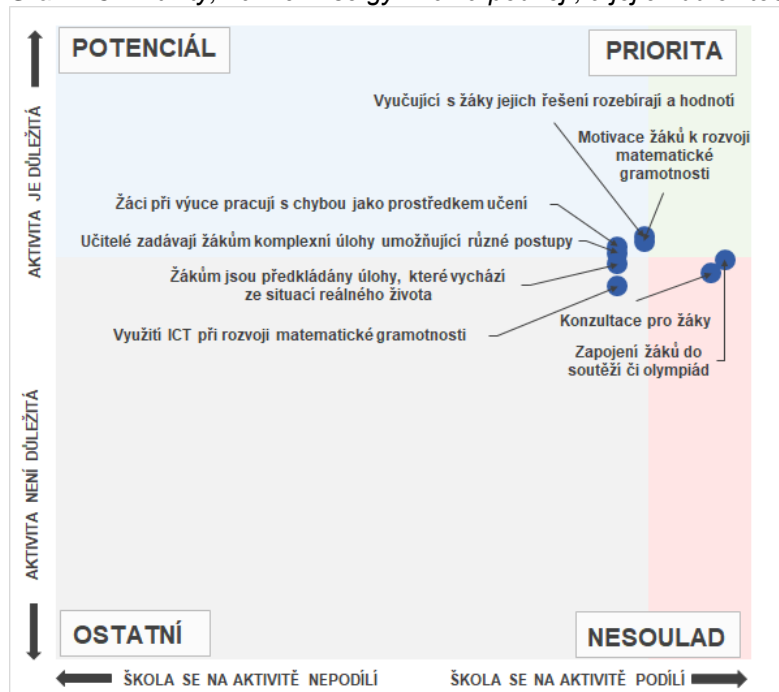 POTENCIÁL
PRIORITA
Vyučující s žáky jejich řešení rozebírají a hodnotí
Motivace žáků k rozvoji
matematické
gramotnosti
Žáci při výuce pracují s chybou jako prostředkem učení
Učitelé zadávají žákům komplexní úlohy umožňující různé postupy
Žákům jsou předkládány úlohy, které vychází
ze situací reálného života
Využití ICT při rozvoji matematické gramotnosti
Konzultace pro žáky
Zapojení žáků do
soutěží či olympiád
AKTIVITA JE DŮLEŽITÁ
AKTIVITA NENÍ DŮLEŽITÁ
OSTATNÍ
NESOULAD
ŠKOLA SE NA AKTIVITĚ NEPODÍLÍ
ŠKOLA SE NA AKTIVITĚ PODÍLÍ